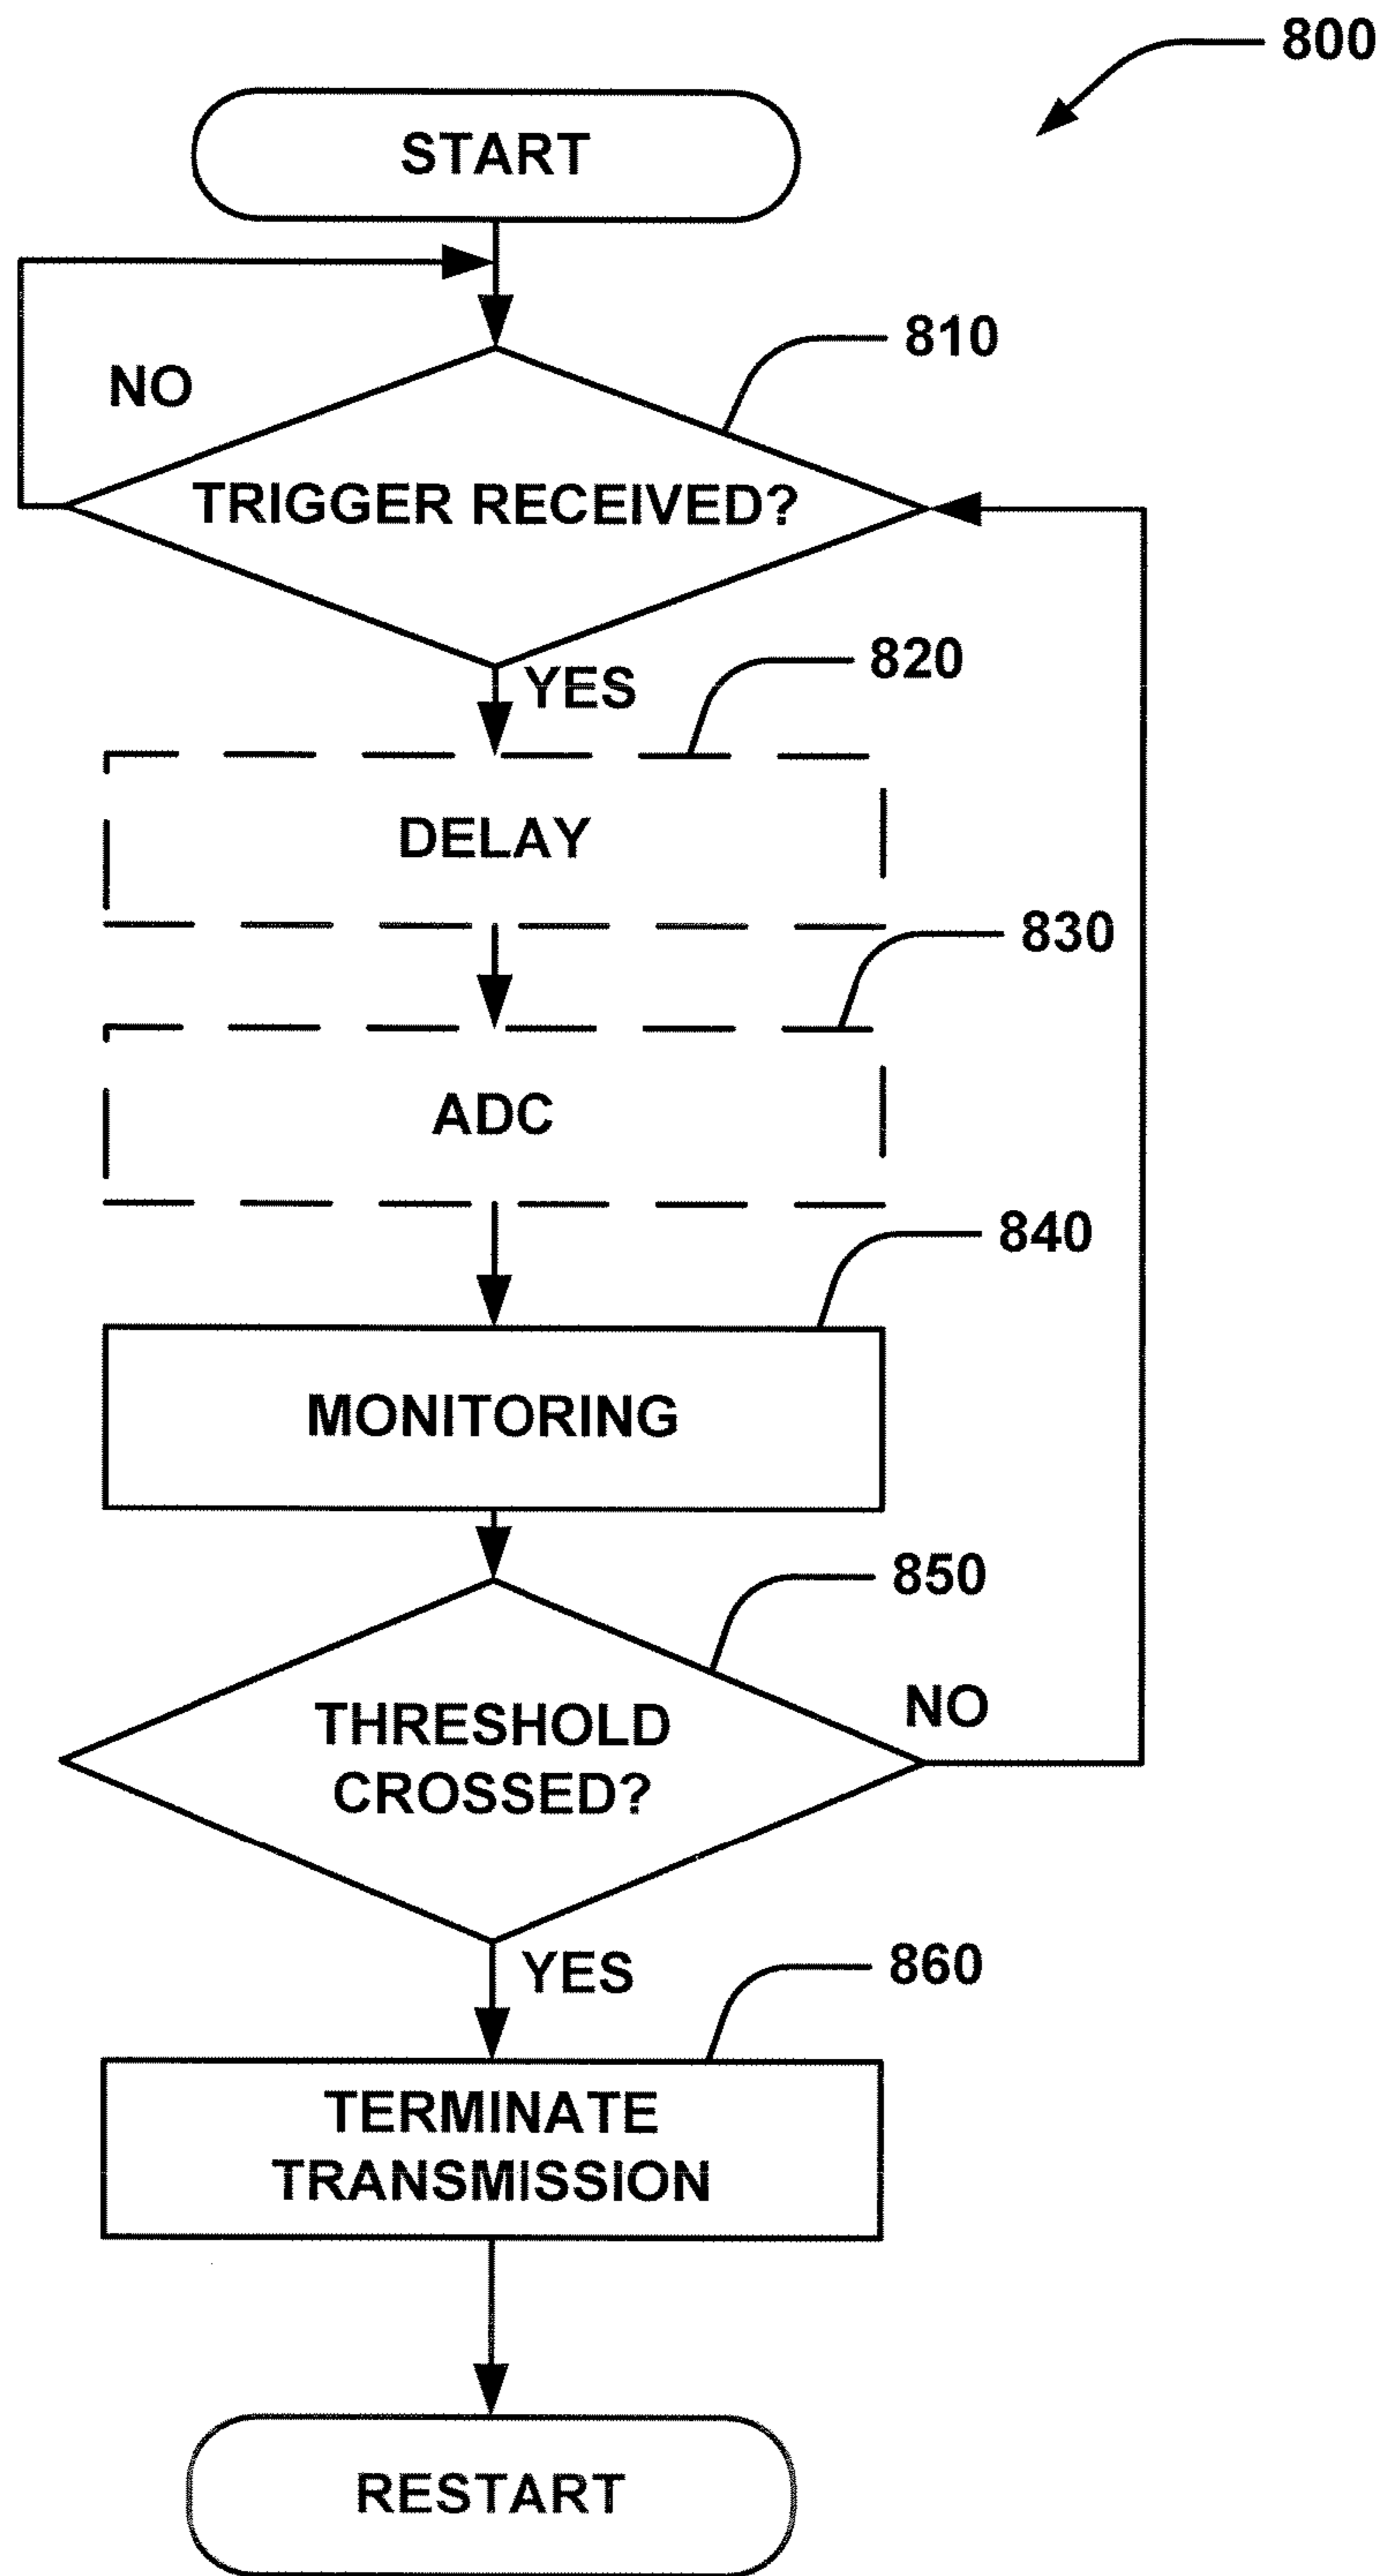 800
START
NO
810
TRIGGER RECEIVED?
YES
820
DELAY
830
ADC
840
MONITORING
850
THRESHOLD
CROSSED?
NO
YES
860
TERMINATE
TRANSMISSION
RESTART